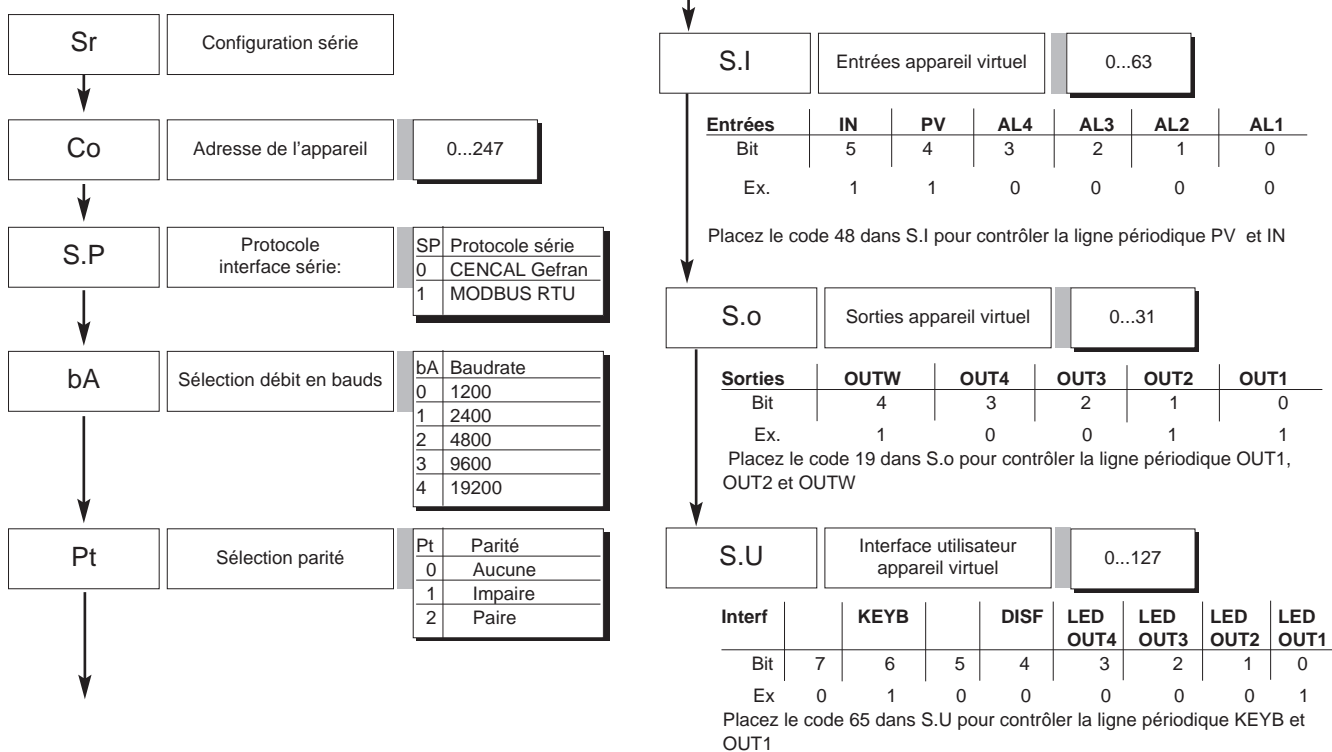 Sr
Configuration série
Co
Adresse de l'appareil
0...247
S.P
Protocole
interface série:
SP Protocole série
0 CENCAL Gefran
1 MODBUS RTU
bA
Sélection débit en bauds
bA Baudrate
0 1200
1 2400
2 4800
3 9600
4 19200
Pt
Sélection parité
Pt Parité
0 Aucune
1 Impaire
2 Paire
S.I
Entrées appareil virtuel
0...63
Entrées IN PV AL4 AL3 AL2 AL1
Bit 5 4 3 2 1 0
Ex. 1 1 0 0 0 0
Placez le code 48 dans S.I pour contrôler la ligne périodique PV et IN
S.o
Sorties appareil virtuel
0...31
Sorties OUTW OUT4 OUT3 OUT2 OUT1
Bit 4 3 2 1 0
Ex. 1 0 0 1 1
Placez le code 19 dans S.o pour contrôler la ligne périodique OUT1,
OUT2 et OUTW
S.U
Interface utilisateur
appareil virtuel
0...127
Interf KEYB DISF LED LED LED LED
OUT4 OUT3 OUT2 OUT1
Bit 7 6 5 4 3 2 1 0
Ex 0 1 0 0 0 0 0 1
Placez le code 65 dans S.U pour contrôler la ligne périodique KEYB et
OUT1